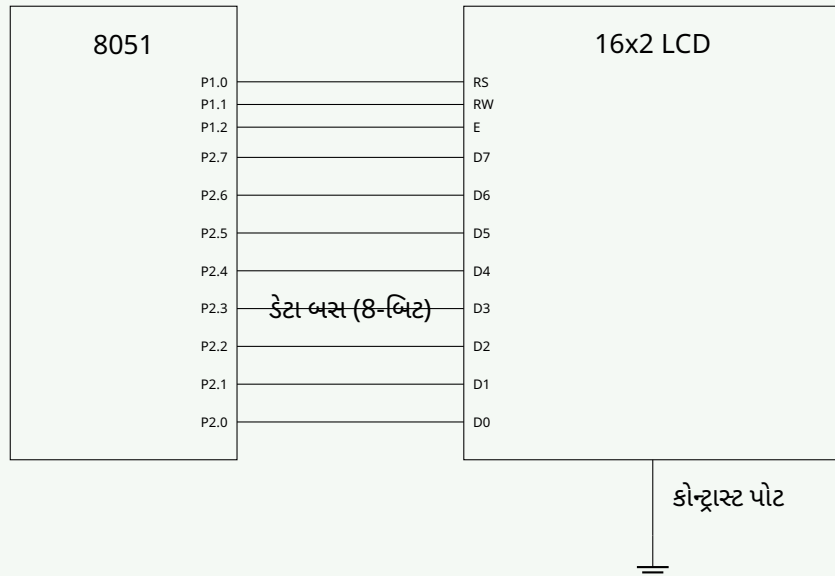 8051 16x2 LCD
P1.0 RS
P1.1 RW
P1.2 E
P2.7 D7
P2.6 D6
P2.5 D5
P2.4 D4
P2.3 ડેટા બસ (8-બિટ) D3
P2.2 D2
P2.1 D1
P2.0 D0
કોન્ટ્રાસ્ટ પોટ